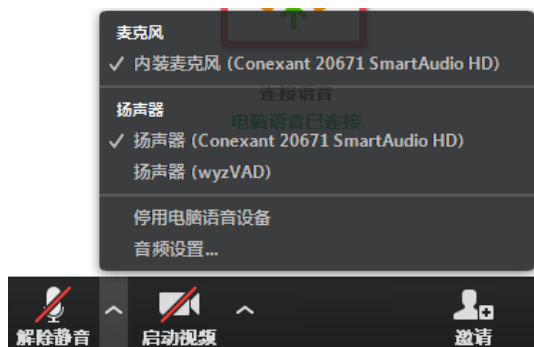 麦克风
内装麦克风 (Conexant 20671 SmartAudio HD)
连接语音
扬声器
电脑语音已连接
扬声器 (Conexant 20671 SmartAudio HD)
扬声器 (wyzVAD)
停用电脑语音设备
音频设置...
解除静音
启动视频
邀请